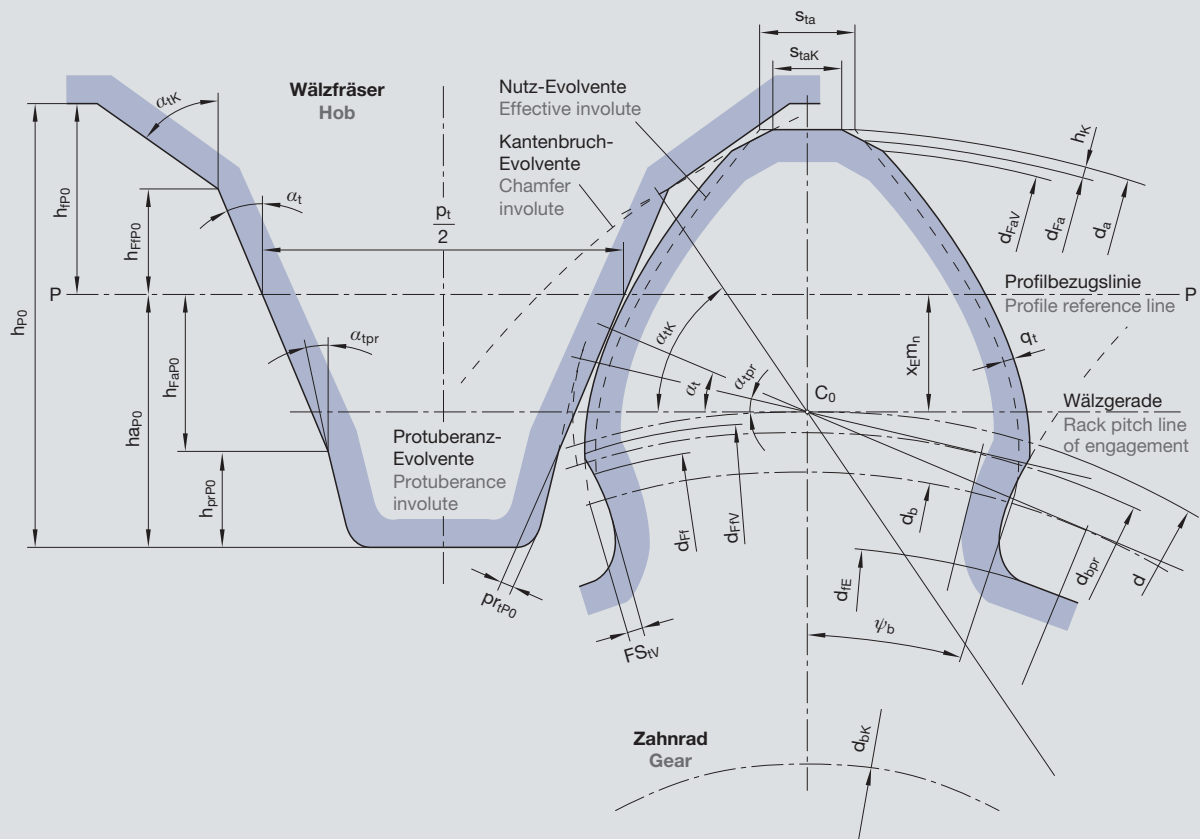 s_ta
s_taK
Wälzfräser
Hob
α_tK
Nutz-Evolvente
Effective involute
Kantenbruch-
Evolvente
Chamfer
involute
h_K
h_fP0
h_FfP0
α_t
p_t
2
d_FaV
d_Fa
d_a
P
P
Profilbezugslinie
Profile reference line
h_P0
h_aP0
h_FaP0
α_tpr
α_tK
α_t
α_tpr
x_E m_n
q_t
C_0
Wälzgerade
Rack pitch line
of engagement
Protuberanz-
Evolvente
Protuberance
involute
h_prP0
d_Ff
d_FfV
d_b
d_fE
d_bpr
d
pr_tP0
FS_tV
ψ_b
Zahnrad
Gear
d_bK